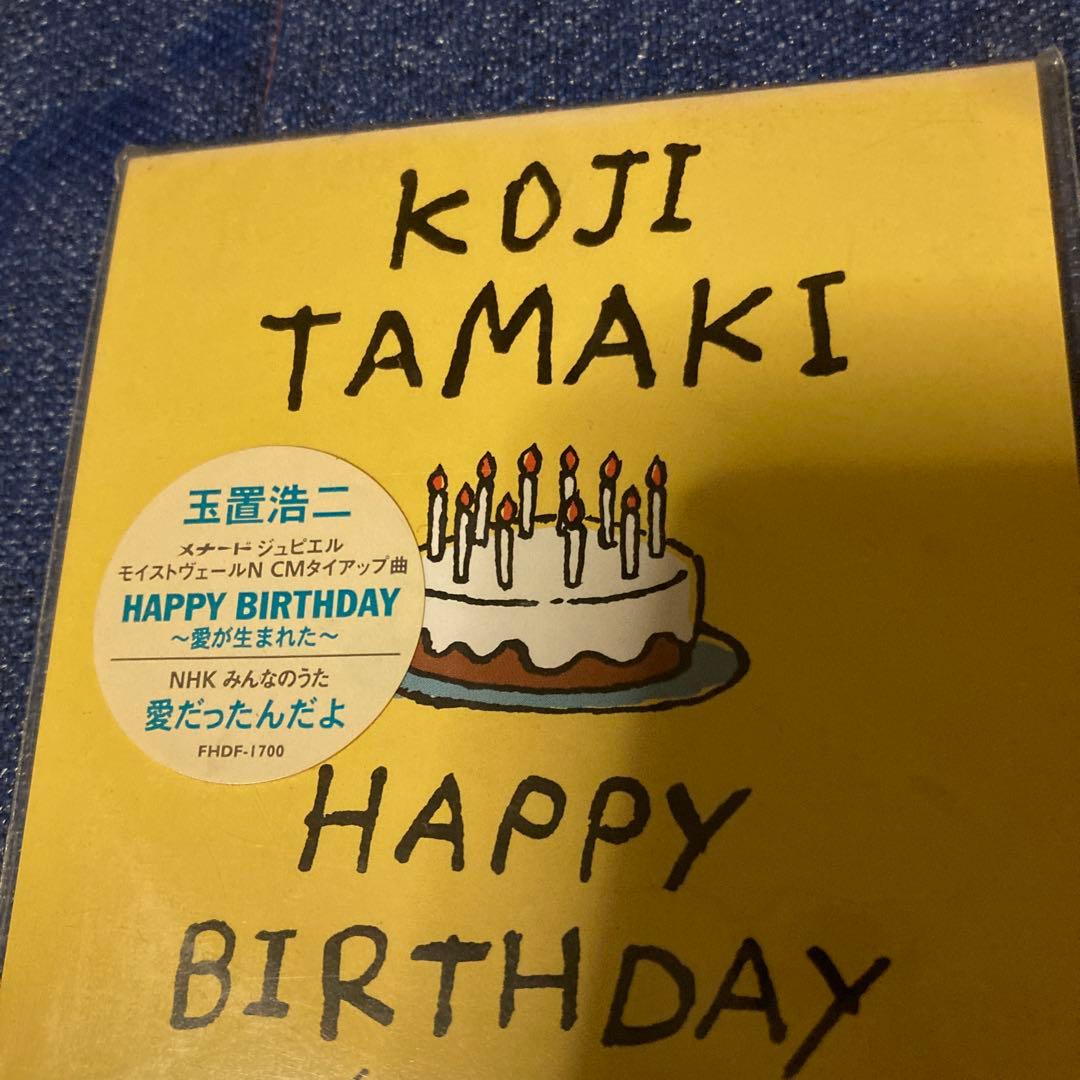 KOJI
TAMAKI
玉置浩二
メナード ジュピエル
モイストヴェールN CMタイアップ曲
HAPPY BIRTHDAY
〜愛が生まれた〜
NHK みんなのうた
愛だったんだよ
FHDF-1700
HAPPY
BIRTHDAY